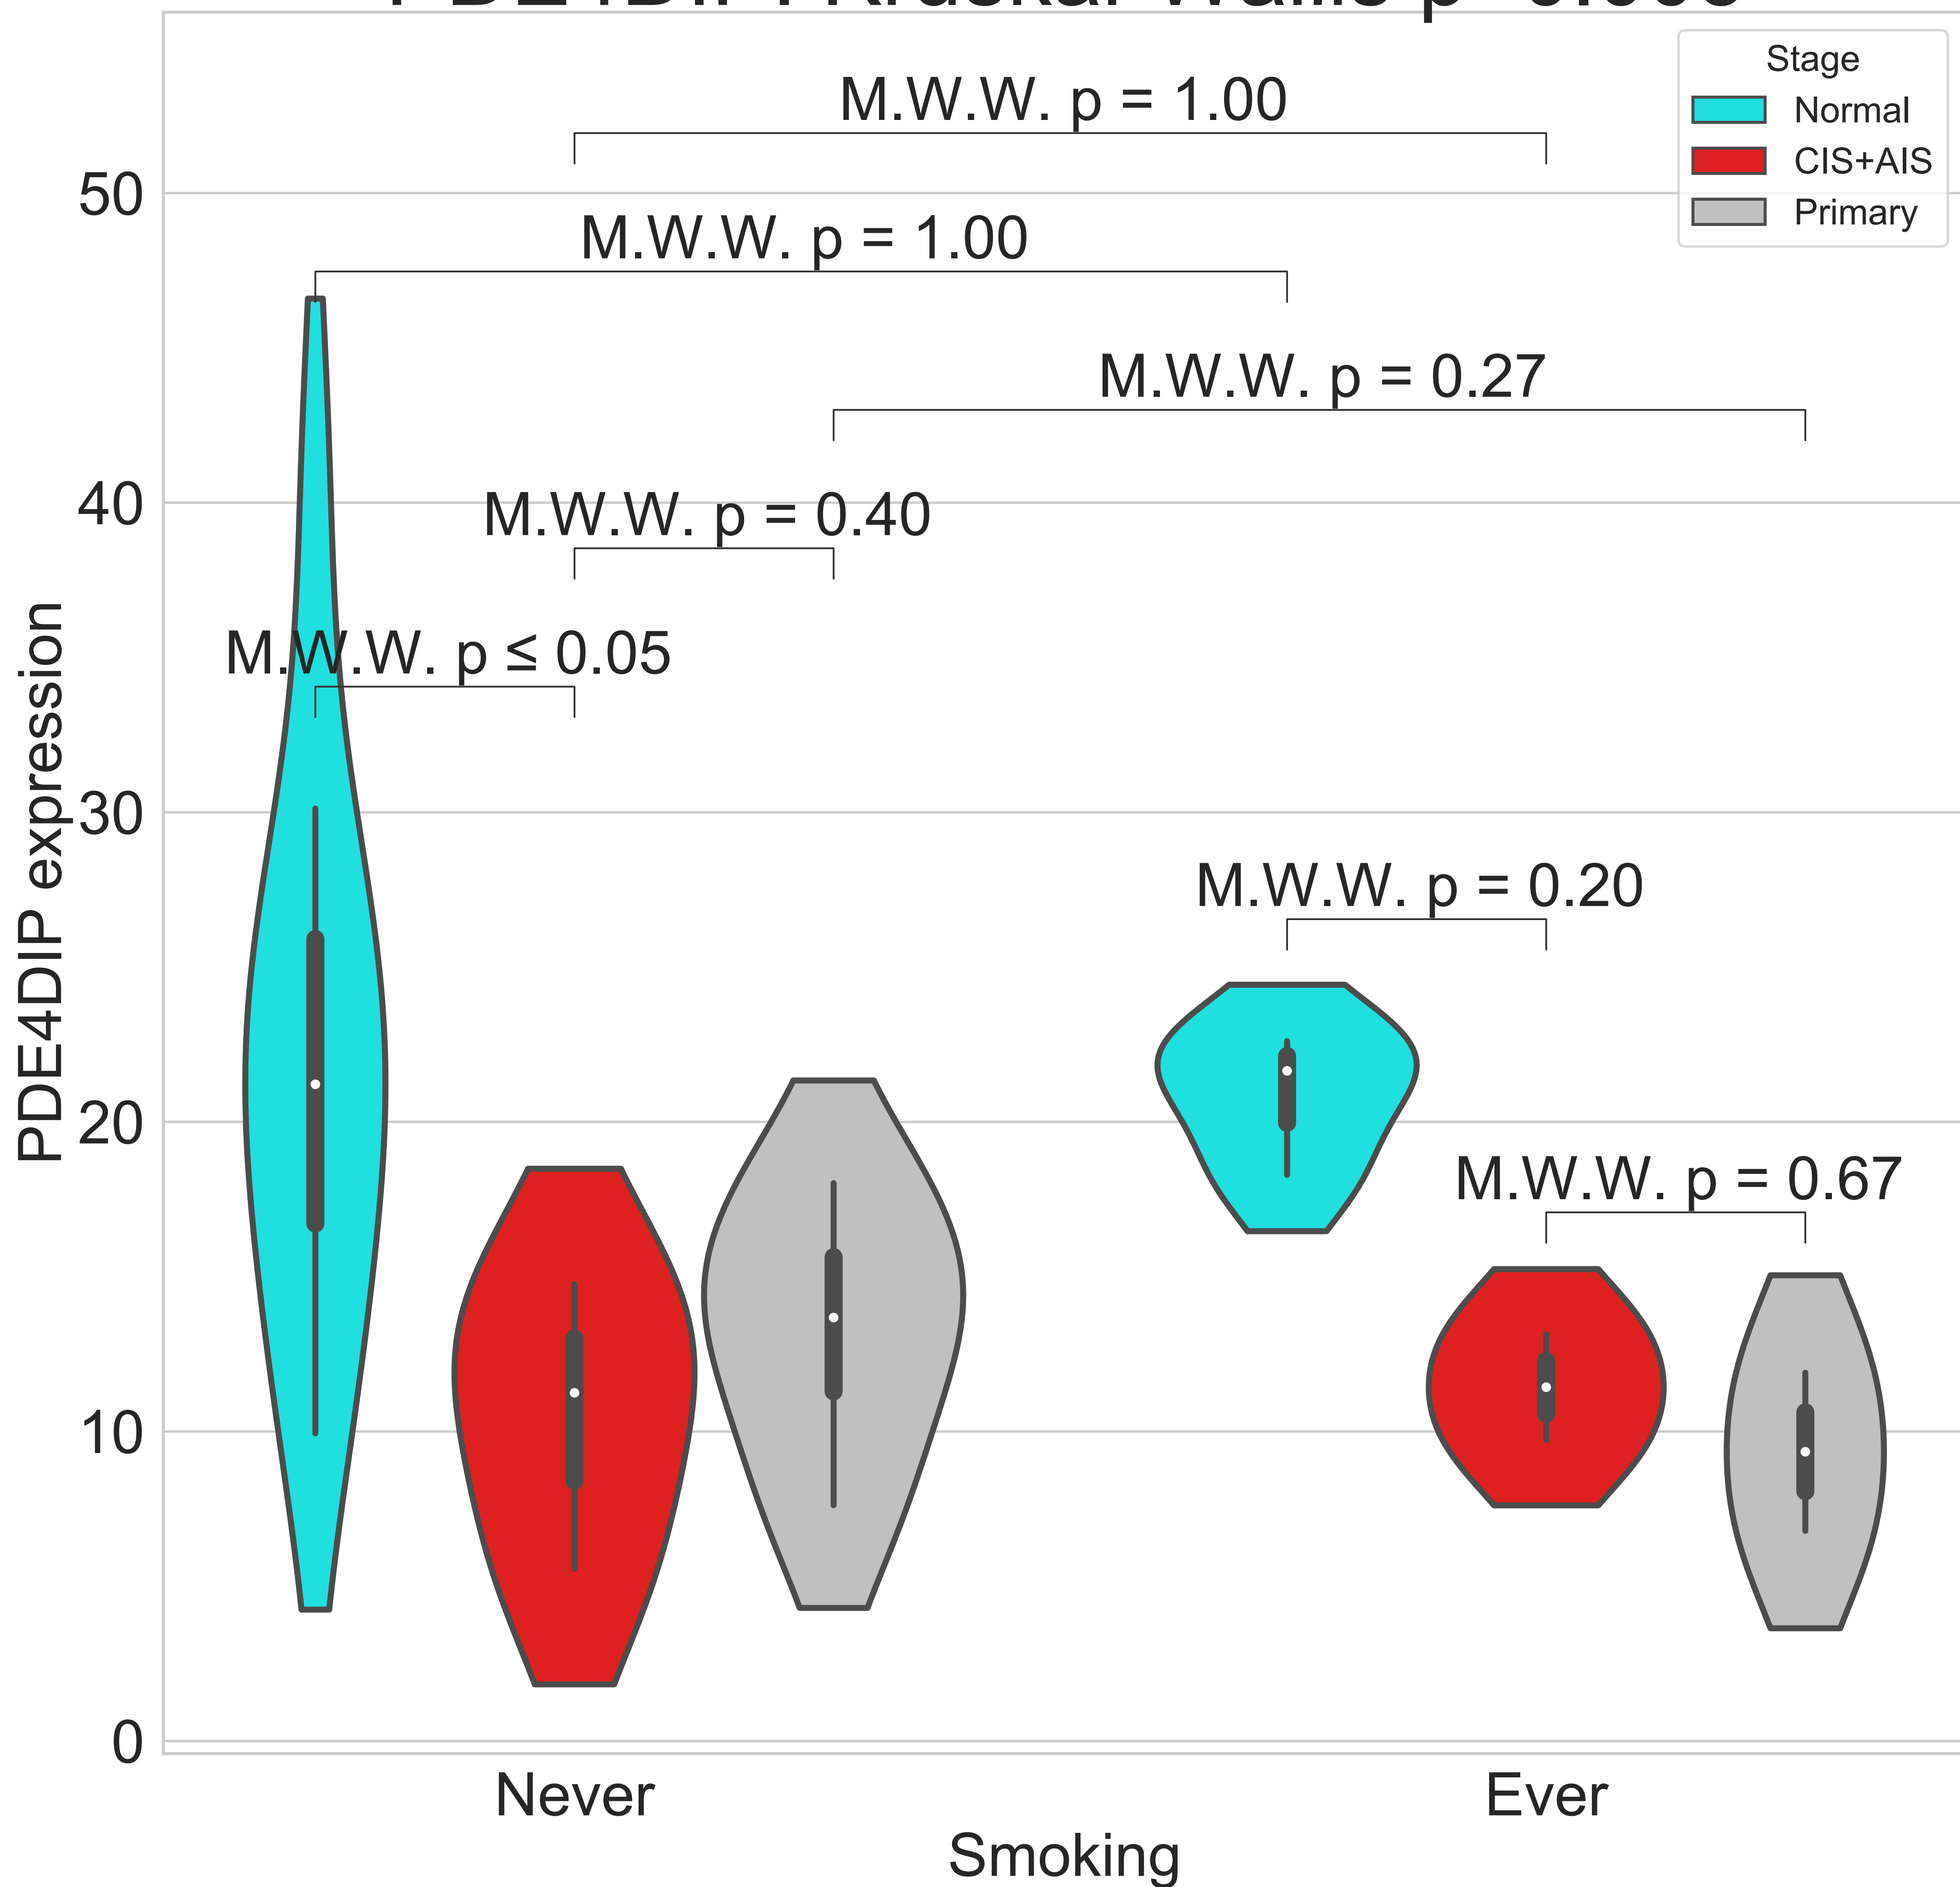 Stage
Normal
CIS+AIS
Primary
M.W.W. p = 1.00
M.W.W. p = 1.00
M.W.W. p = 0.27
M.W.W. p = 0.40
M.W.W. p ≤ 0.05
M.W.W. p = 0.20
M.W.W. p = 0.67
50
40
30
20
10
0
PDE4DIP expression
Never
Ever
Smoking